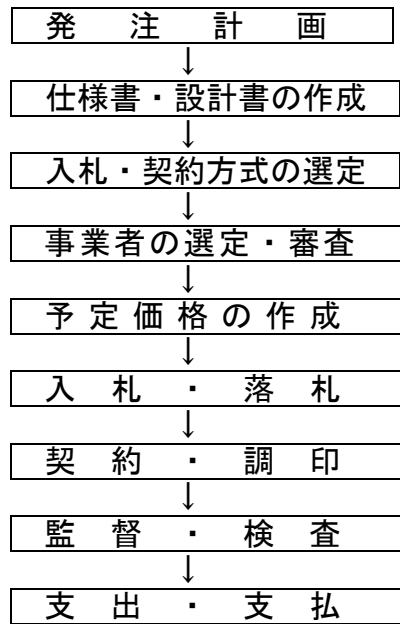 発注計画
↓
仕様書・設計書の作成
↓
入札・契約方式の選定
↓
事業者の選定・審査
↓
予定価格の作成
↓
入札・落札
↓
契約・調印
↓
監督・検査
↓
支出・支払